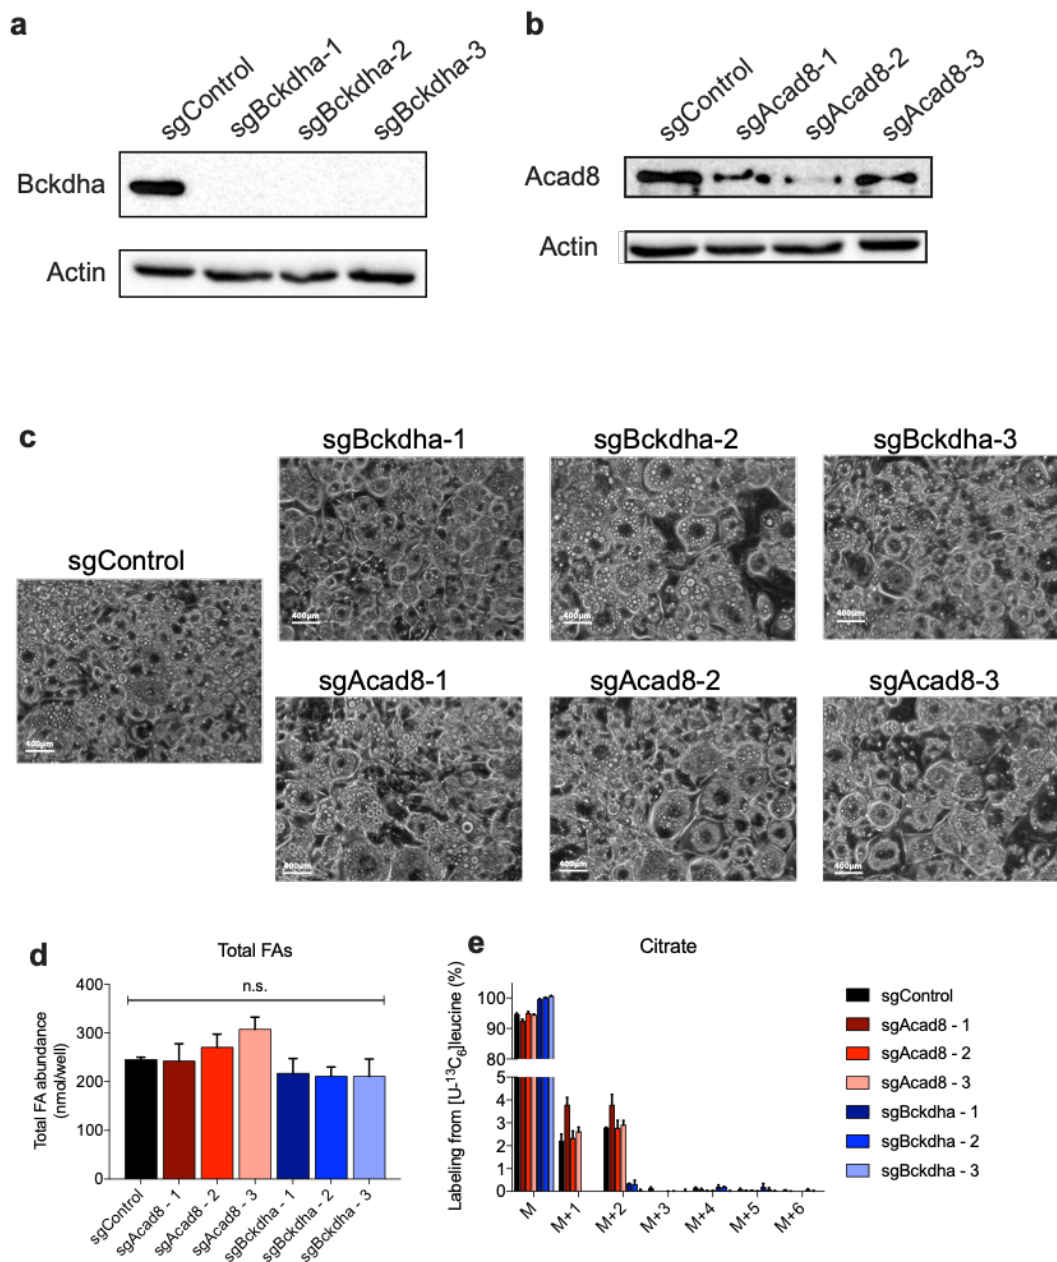 a
sgControl
sgBckdha-1
sgBckdha-2
sgBckdha-3
Bckdha
Actin
b
sgControl
sgAcad8-1
sgAcad8-2
sgAcad8-3
Acad8
Actin
c
sgControl
400μm
sgBckdha-1
400μm
sgBckdha-2
400μm
sgBckdha-3
400μm
sgAcad8-1
400μm
sgAcad8-2
400μm
sgAcad8-3
400μm
d
Total FAs
n.s.
Total FA abundance
(nmol/well)
400
300
200
100
0
sgControl
sgAcad8 - 1
sgAcad8 - 2
sgAcad8 - 3
sgBckdha - 1
sgBckdha - 2
sgBckdha - 3
e
Citrate
Labeling from [U-¹³C₆]leucine (%)
100
90
80
5
4
3
2
1
0
M
M+1
M+2
M+3
M+4
M+5
M+6
sgControl
sgAcad8 - 1
sgAcad8 - 2
sgAcad8 - 3
sgBckdha - 1
sgBckdha - 2
sgBckdha - 3